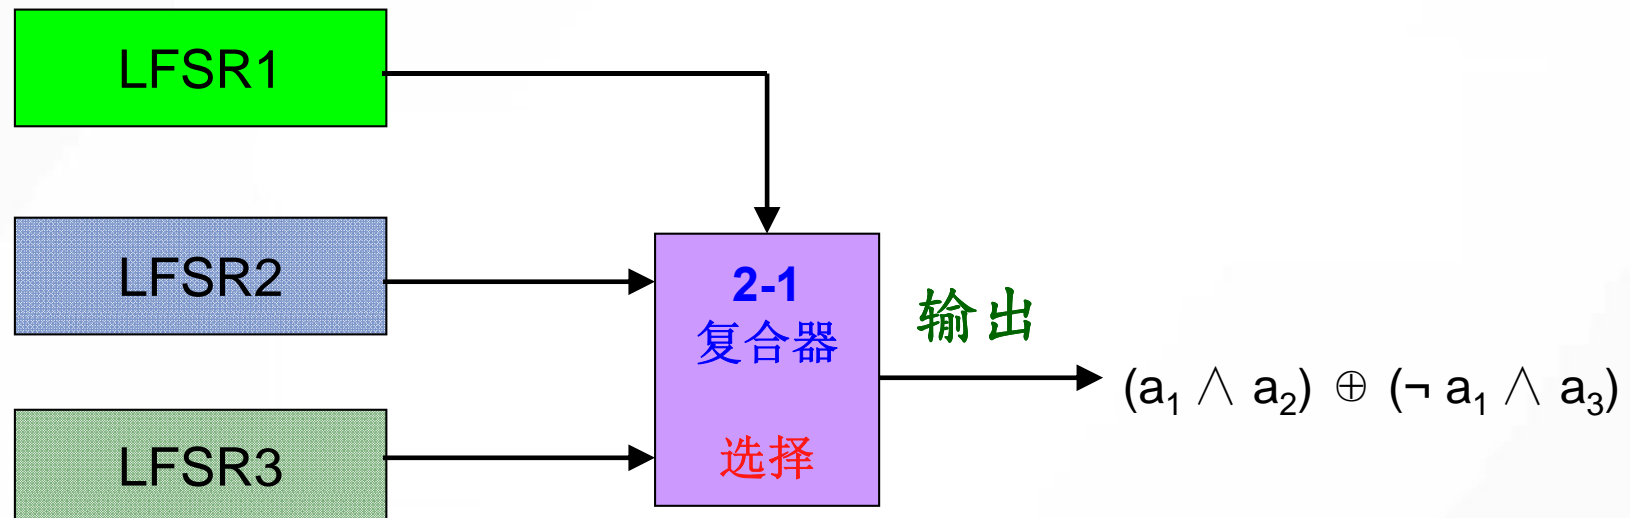 LFSR1
LFSR2
LFSR3
2-1
复合器
选择
输出
(a₁ ∧ a₂) ⊕ (¬ a₁ ∧ a₃)